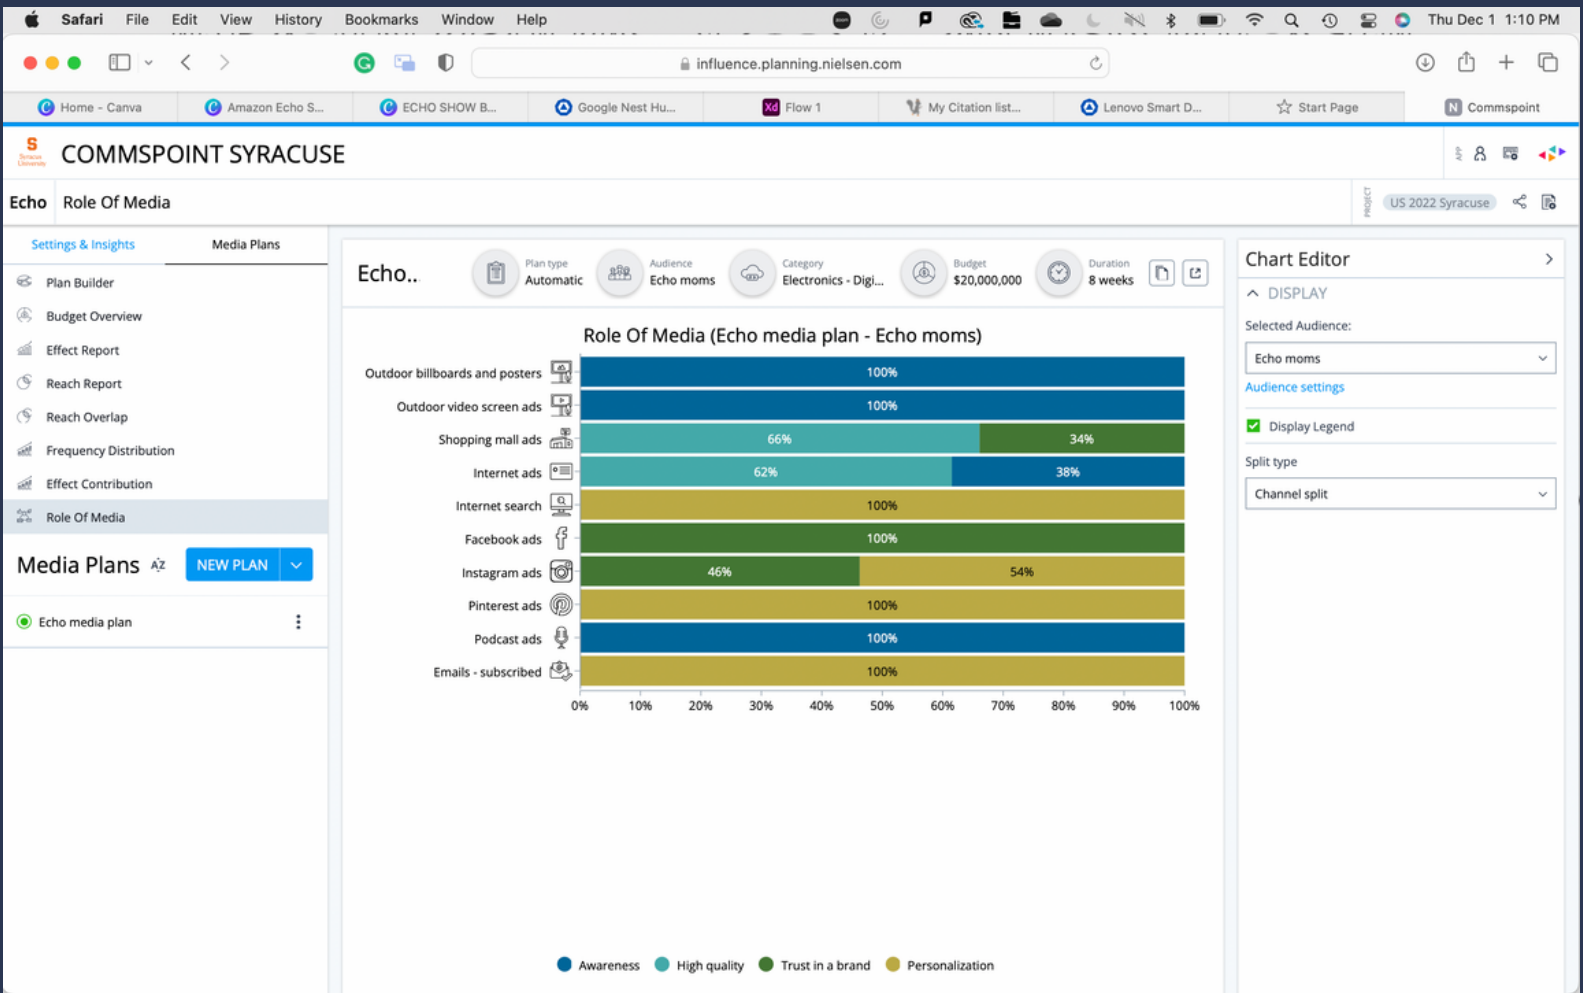 Safari File Edit View History Bookmarks Window Help Thu Dec 1 1:10 PM
influence.planning.nielsen.com
Home - Canva Amazon Echo S... ECHO SHOW B... Google Nest Hu... Xd Flow 1 My Citation list... Lenovo Smart D... Start Page N Commspoint
S
Syracuse University
COMMSPOINT SYRACUSE
Echo Role Of Media PROJECT US 2022 Syracuse
Settings & Insights Media Plans
Plan Builder
Budget Overview
Effect Report
Reach Report
Reach Overlap
Frequency Distribution
Effect Contribution
Role Of Media
Media Plans AZ NEW PLAN
Echo media plan
Echo..
Plan type
Automatic
Audience
Echo moms
Category
Electronics - Digi...
Budget
$20,000,000
Duration
8 weeks
Role Of Media (Echo media plan - Echo moms)
Outdoor billboards and posters 100%
Outdoor video screen ads 100%
Shopping mall ads 66% 34%
Internet ads 62% 38%
Internet search 100%
Facebook ads 100%
Instagram ads 46% 54%
Pinterest ads 100%
Podcast ads 100%
Emails - subscribed 100%
0% 10% 20% 30% 40% 50% 60% 70% 80% 90% 100%
Awareness High quality Trust in a brand Personalization
Chart Editor
DISPLAY
Selected Audience:
Echo moms
Audience settings
Display Legend
Split type
Channel split